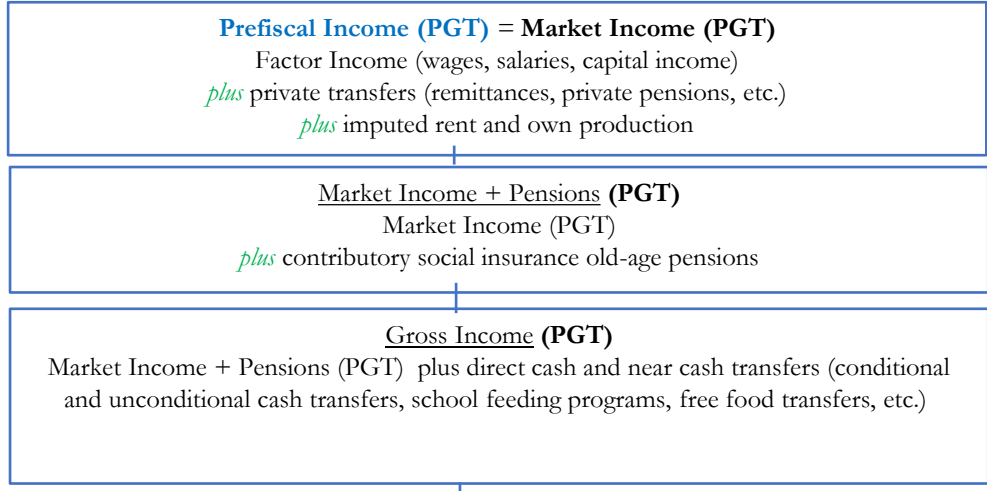 Prefiscal Income (PGT) = Market Income (PGT)
Factor Income (wages, salaries, capital income)
plus private transfers (remittances, private pensions, etc.)
plus imputed rent and own production
Market Income + Pensions (PGT)
Market Income (PGT)
plus contributory social insurance old-age pensions
Gross Income (PGT)
Market Income + Pensions (PGT) plus direct cash and near cash transfers (conditional
and unconditional cash transfers, school feeding programs, free food transfers, etc.)